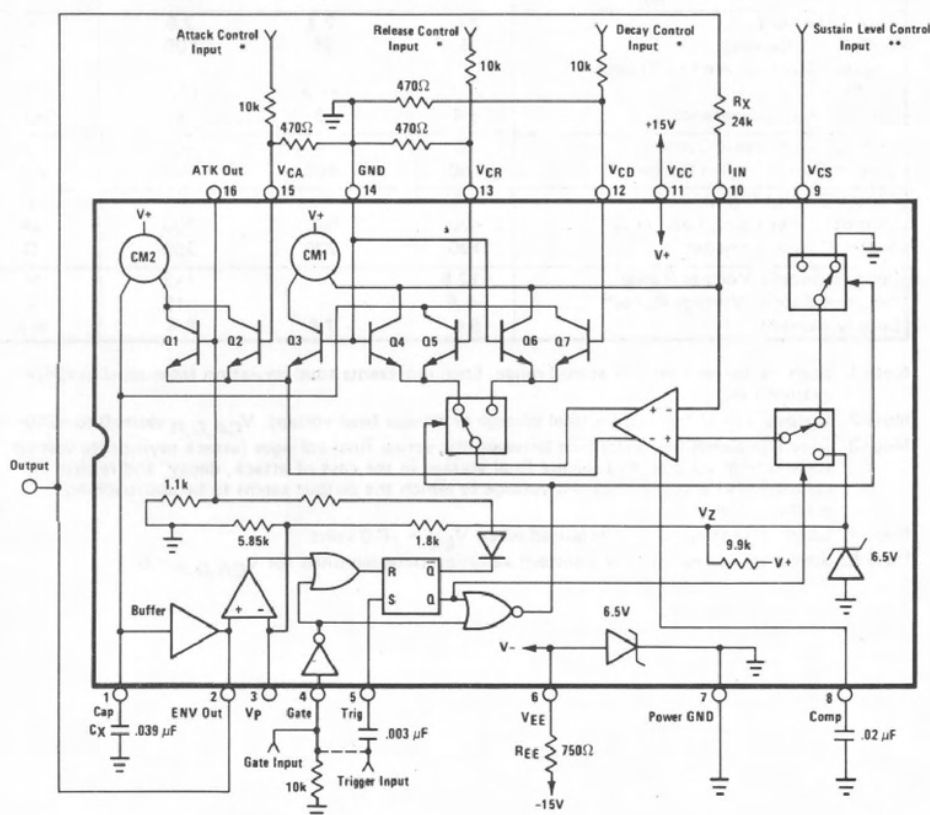 Attack Control
Input *
Release Control
Input *
Decay Control
Input *
Sustain Level Control
Input **
10k
10k
10k
470Ω
470Ω
470Ω
RX
24k
+15V
ATK Out
VCA
GND
VCR
VCD
VCC
IIN
VCS
16
15
14
13
12
11
10
9
V+
V+
V+
CM2
CM1
s
Q1
Q2
Q3
Q4
Q5
Q6
Q7
+
-
Output
1.1k
5.85k
1.8k
VZ
9.9k
V+
6.5V
R
Q̅
S
Q
Buffer
+
-
6.5V
V-
1
2
3
4
5
6
7
8
Cap
ENV Out
VP
Gate
Trig
VEE
Power GND
Comp
CX
.039 µF
.003 µF
REE
750Ω
.02 µF
Gate Input
Trigger Input
10k
-15V